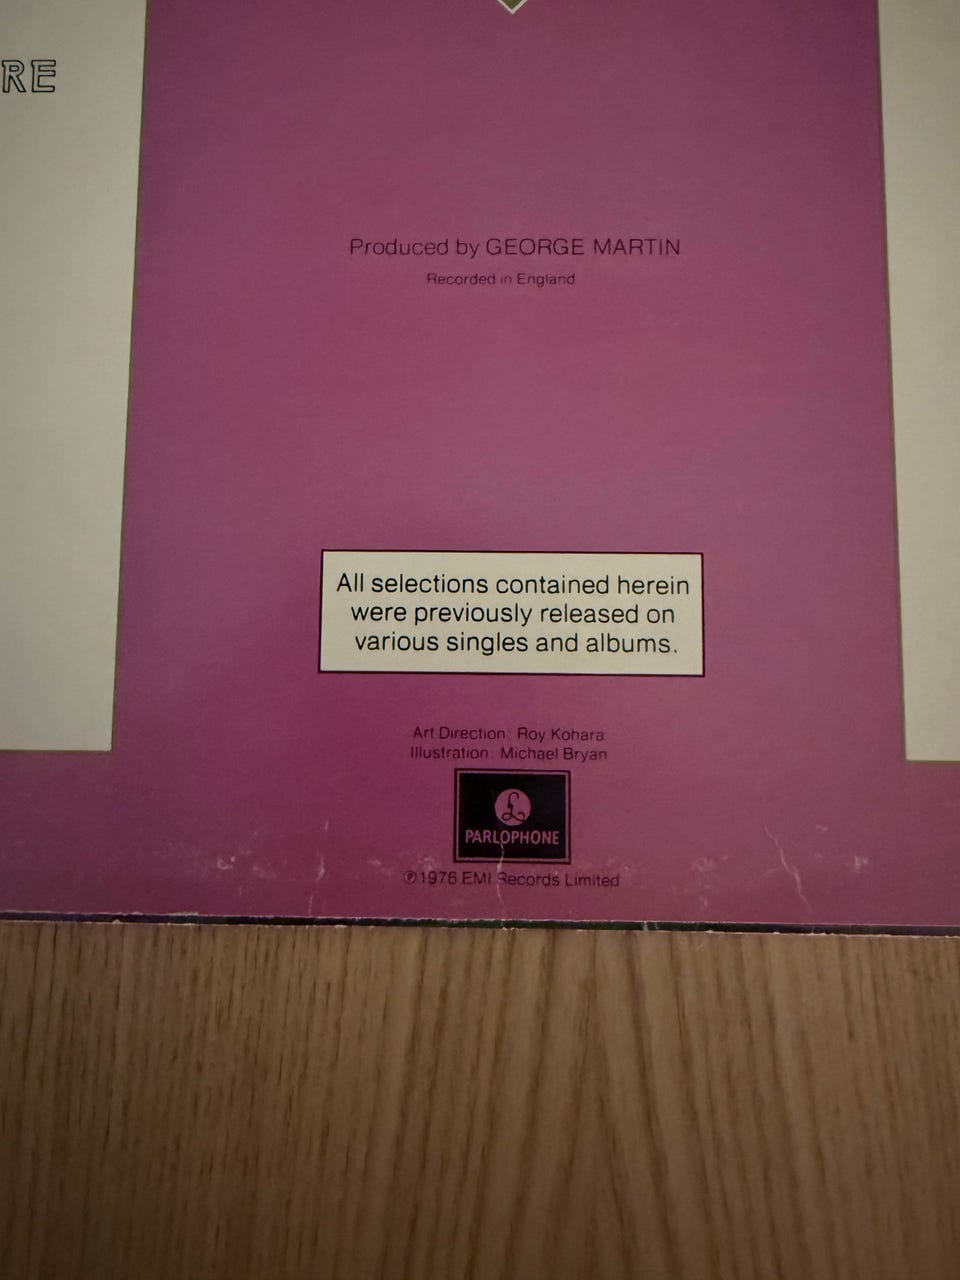 RE
Produced by GEORGE MARTIN
Recorded in England
All selections contained herein
were previously released on
various singles and albums.
Art Direction: Roy Kohara
Illustration: Michael Bryan
£
PARLOPHONE
℗1976 EMI Records Limited